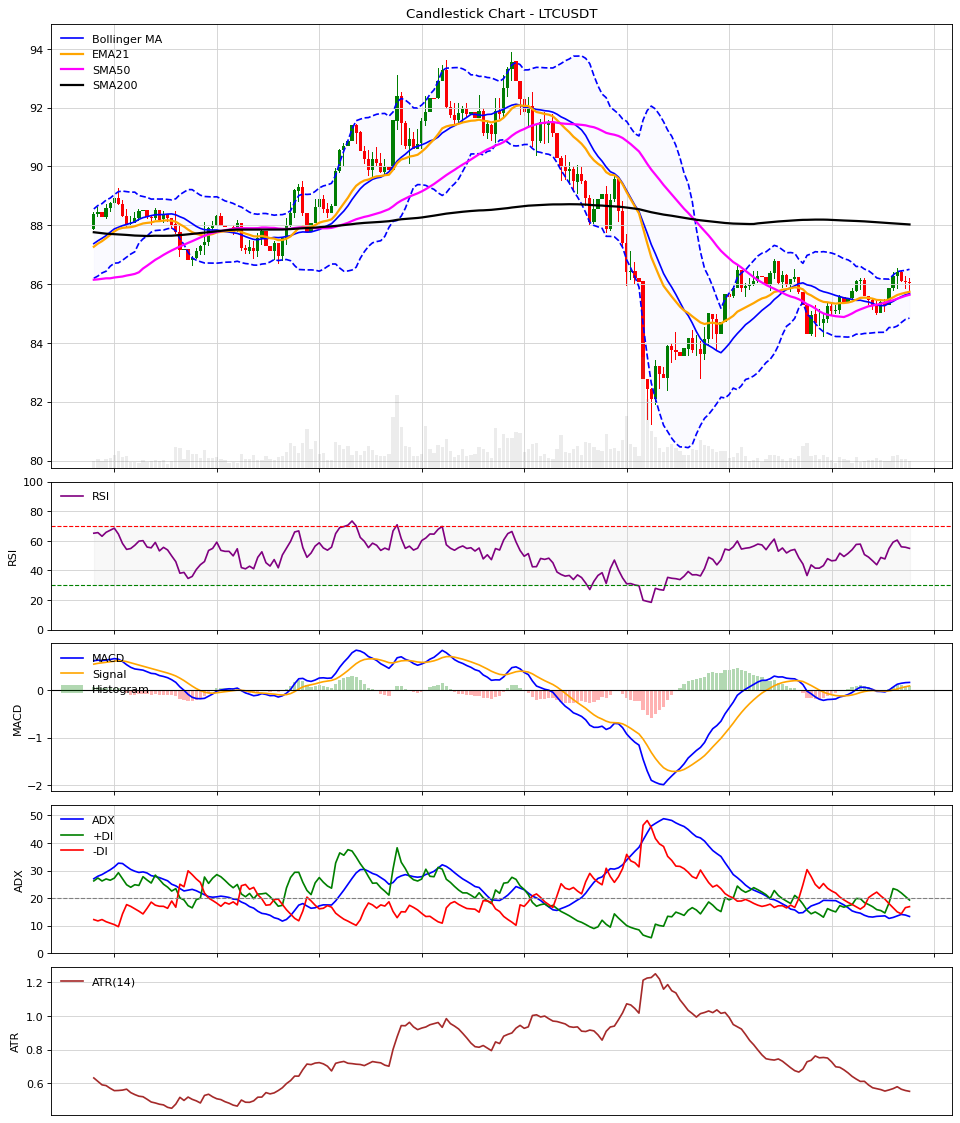 Candlestick Chart - LTCUSDT
Bollinger MA
EMA21
SMA50
SMA200
94
92
90
88
86
84
82
80
RSI
RSI
100
80
60
40
20
0
MACD
Signal
Histogram
MACD
0
−1
−2
ADX
+DI
-DI
ADX
50
40
30
20
10
0
ATR(14)
ATR
1.2
1.0
0.8
0.6